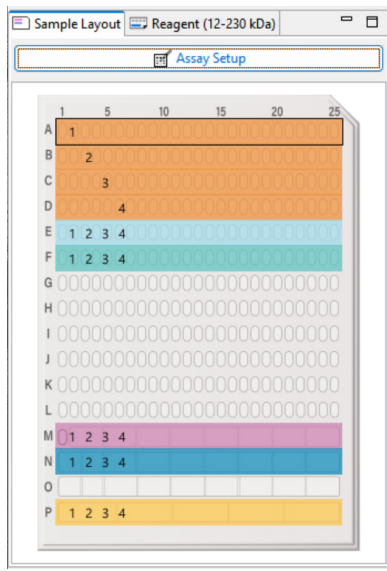 Sample Layout Reagent (12-230 kDa)
Assay Setup
1 5 10 15 20 25
A 1
B 2
C 3
D 4
E 1 2 3 4
F 1 2 3 4
G
H
I
J
K
L
M 1 2 3 4
N 1 2 3 4
O
P 1 2 3 4